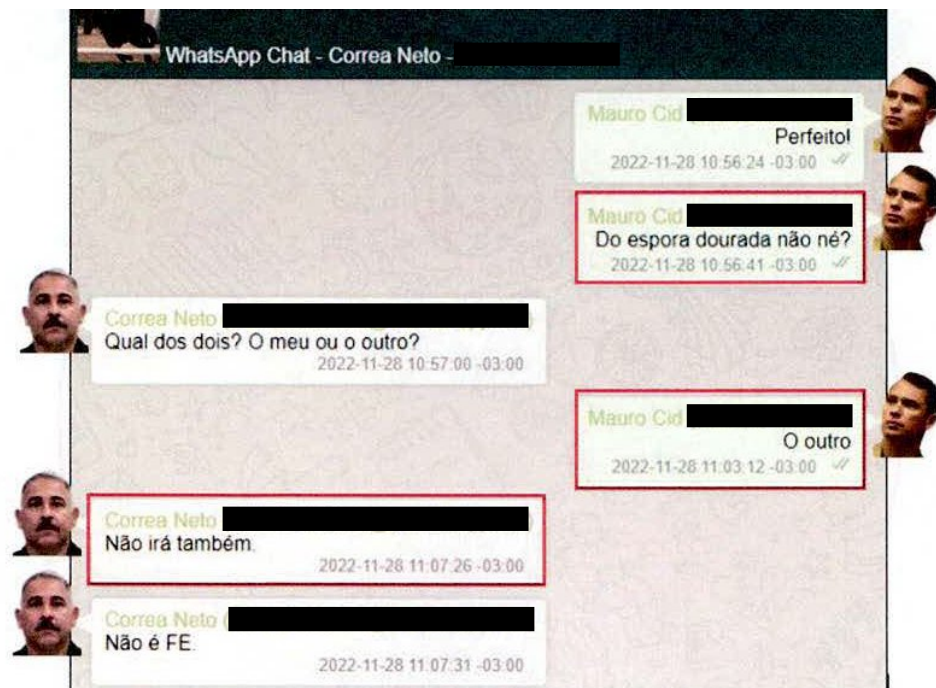 WhatsApp Chat - Correa Neto -
Mauro Cid
Perfeito!
2022-11-28 10:56:24 -03:00
Mauro Cid
Do espora dourada não né?
2022-11-28 10:56:41 -03:00
Correa Neto
Qual dos dois? O meu ou o outro?
2022-11-28 10:57:00 -03:00
Mauro Cid
O outro
2022-11-28 11:03:12 -03:00
Correa Neto
Não irá também.
2022-11-28 11:07:26 -03:00
Correa Neto (
Não é FE.
2022-11-28 11:07:31 -03:00